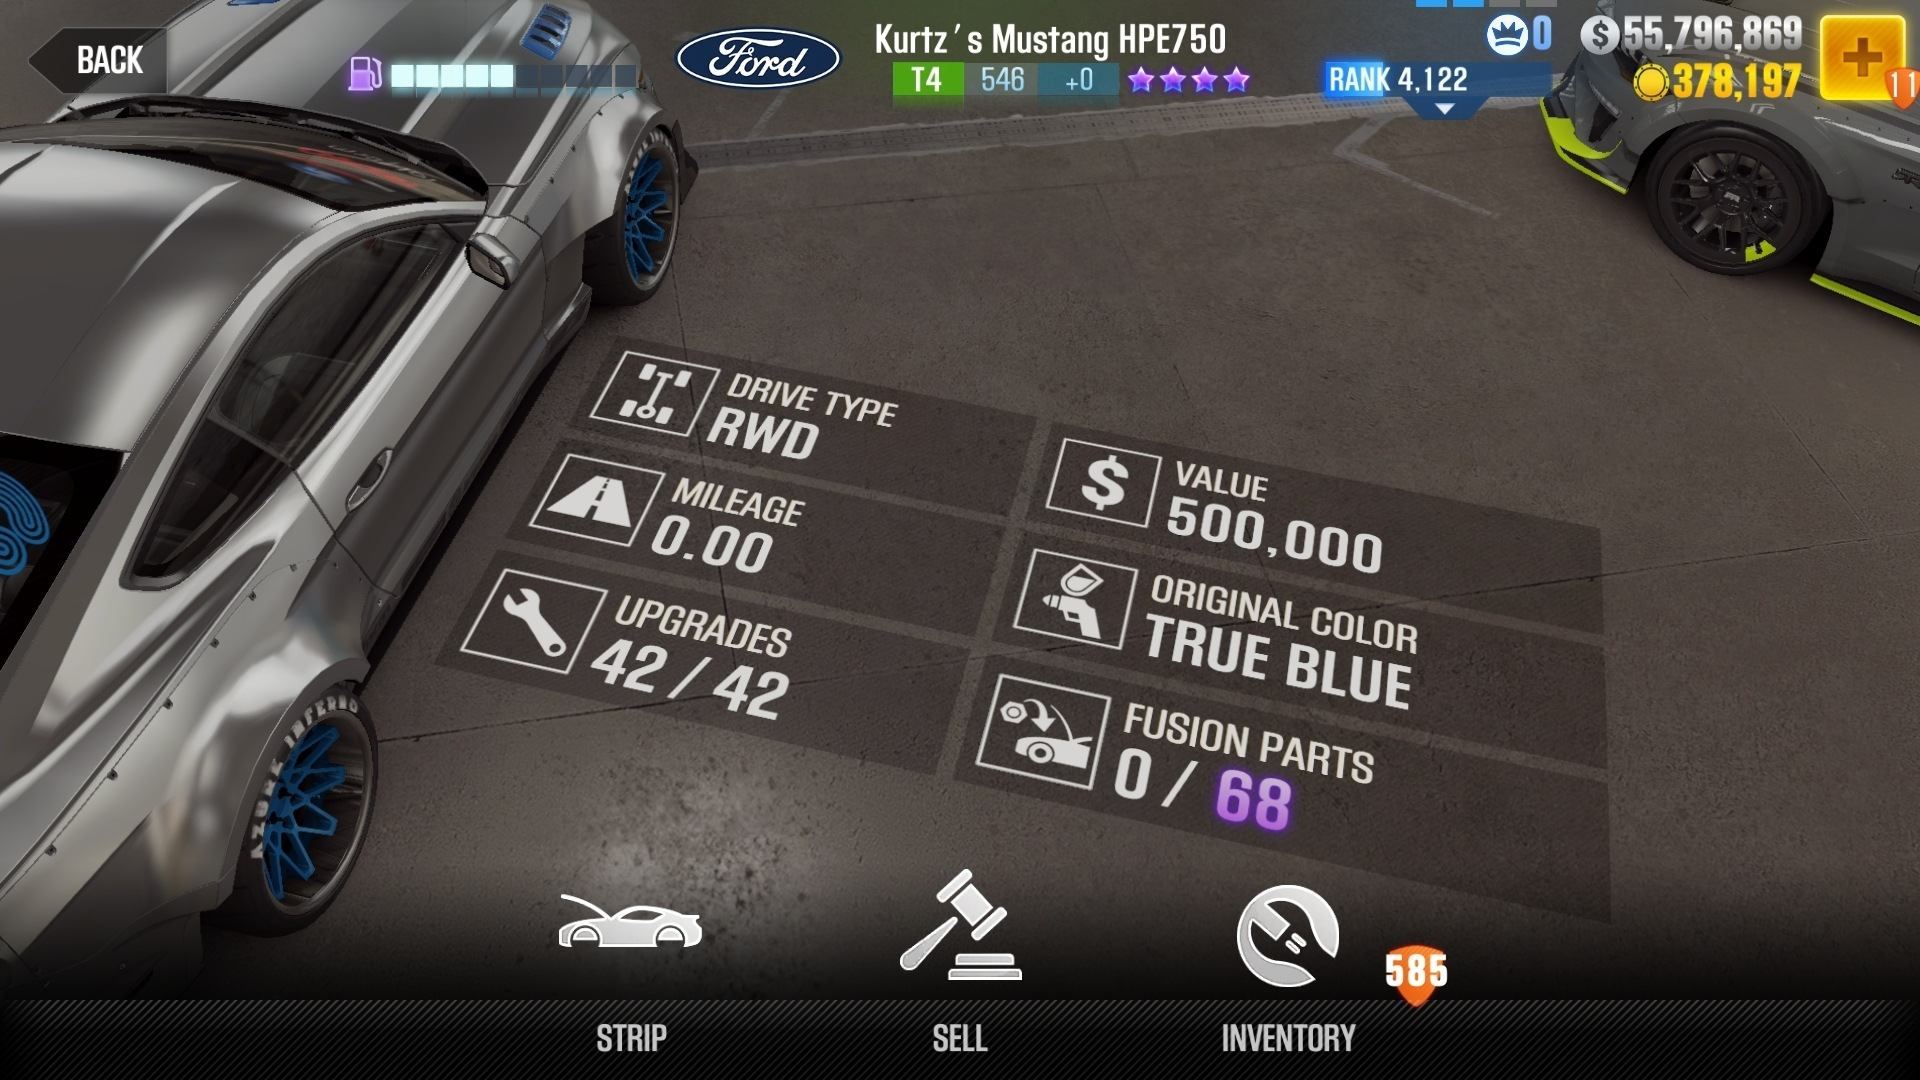 BACK
Ford
Kurtz's Mustang HPE750
T4 546 +0
RANK 4,122
0
$ 55,796,869
378,197
11
DRIVE TYPE
RWD
MILEAGE
0.00
UPGRADES
42/42
$ VALUE
500,000
ORIGINAL COLOR
TRUE BLUE
FUSION PARTS
0/ 68
INFERNO
585
STRIP
SELL
INVENTORY